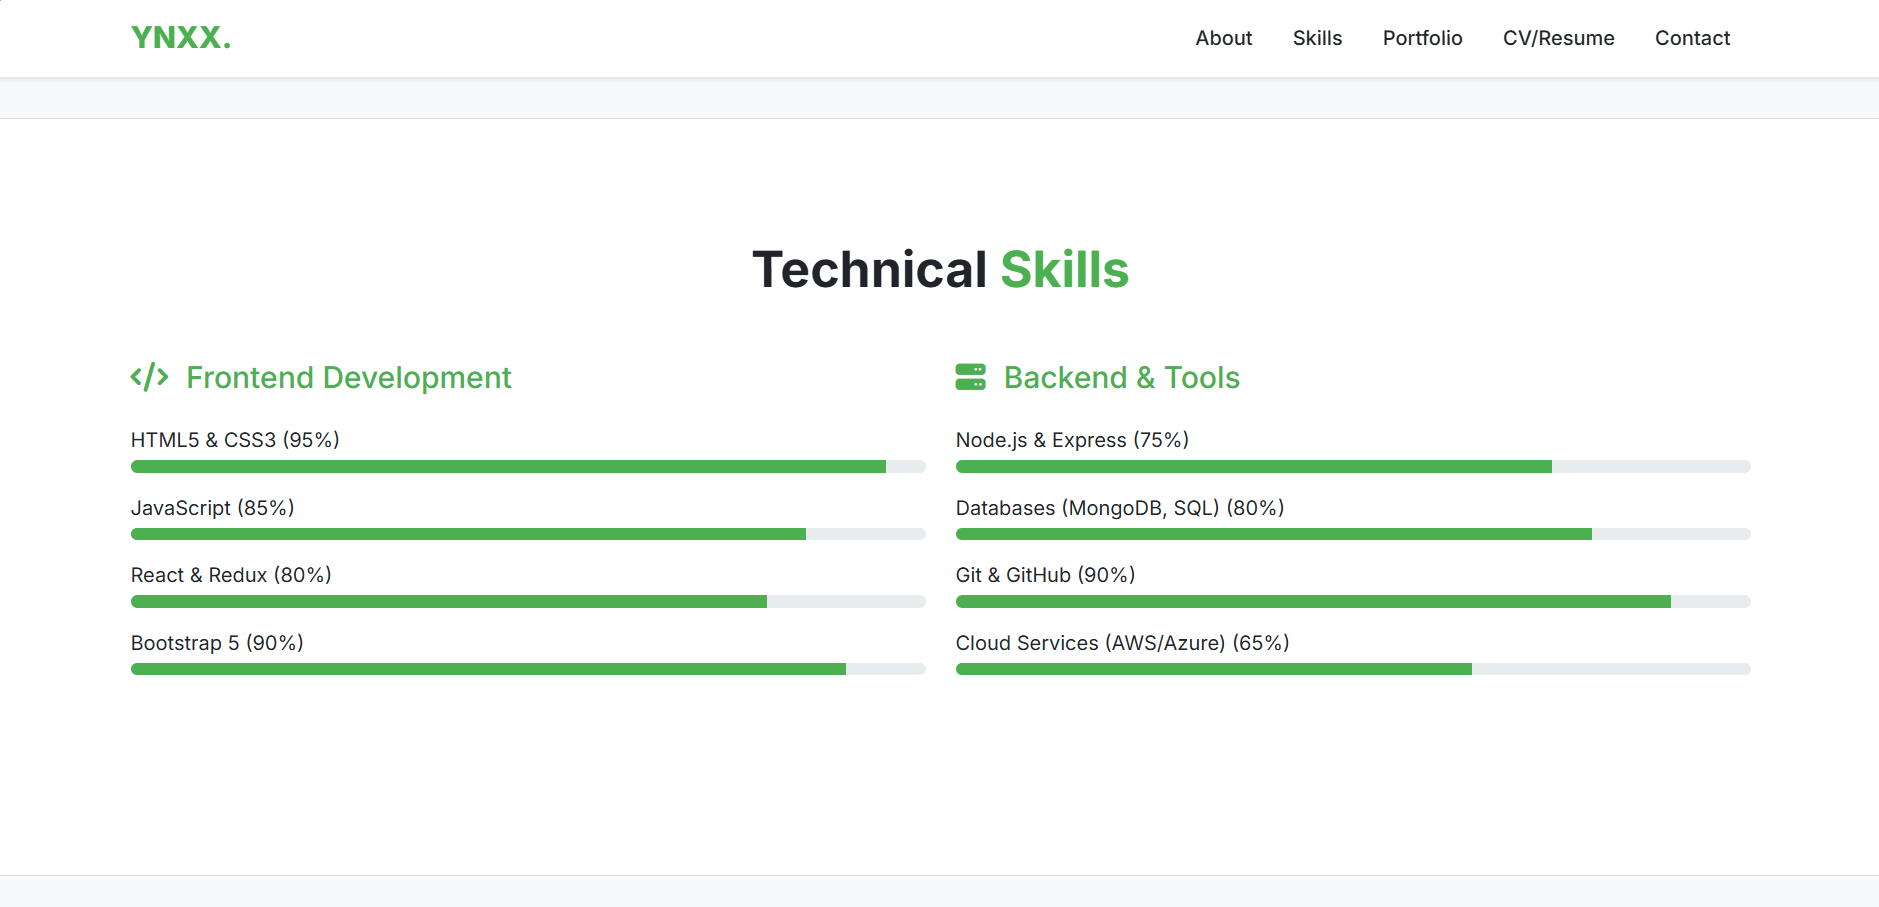 YNXX.
About Skills Portfolio CV/Resume Contact
Technical Skills
Frontend Development
HTML5 & CSS3 (95%)
JavaScript (85%)
React & Redux (80%)
Bootstrap 5 (90%)
Backend & Tools
Node.js & Express (75%)
Databases (MongoDB, SQL) (80%)
Git & GitHub (90%)
Cloud Services (AWS/Azure) (65%)